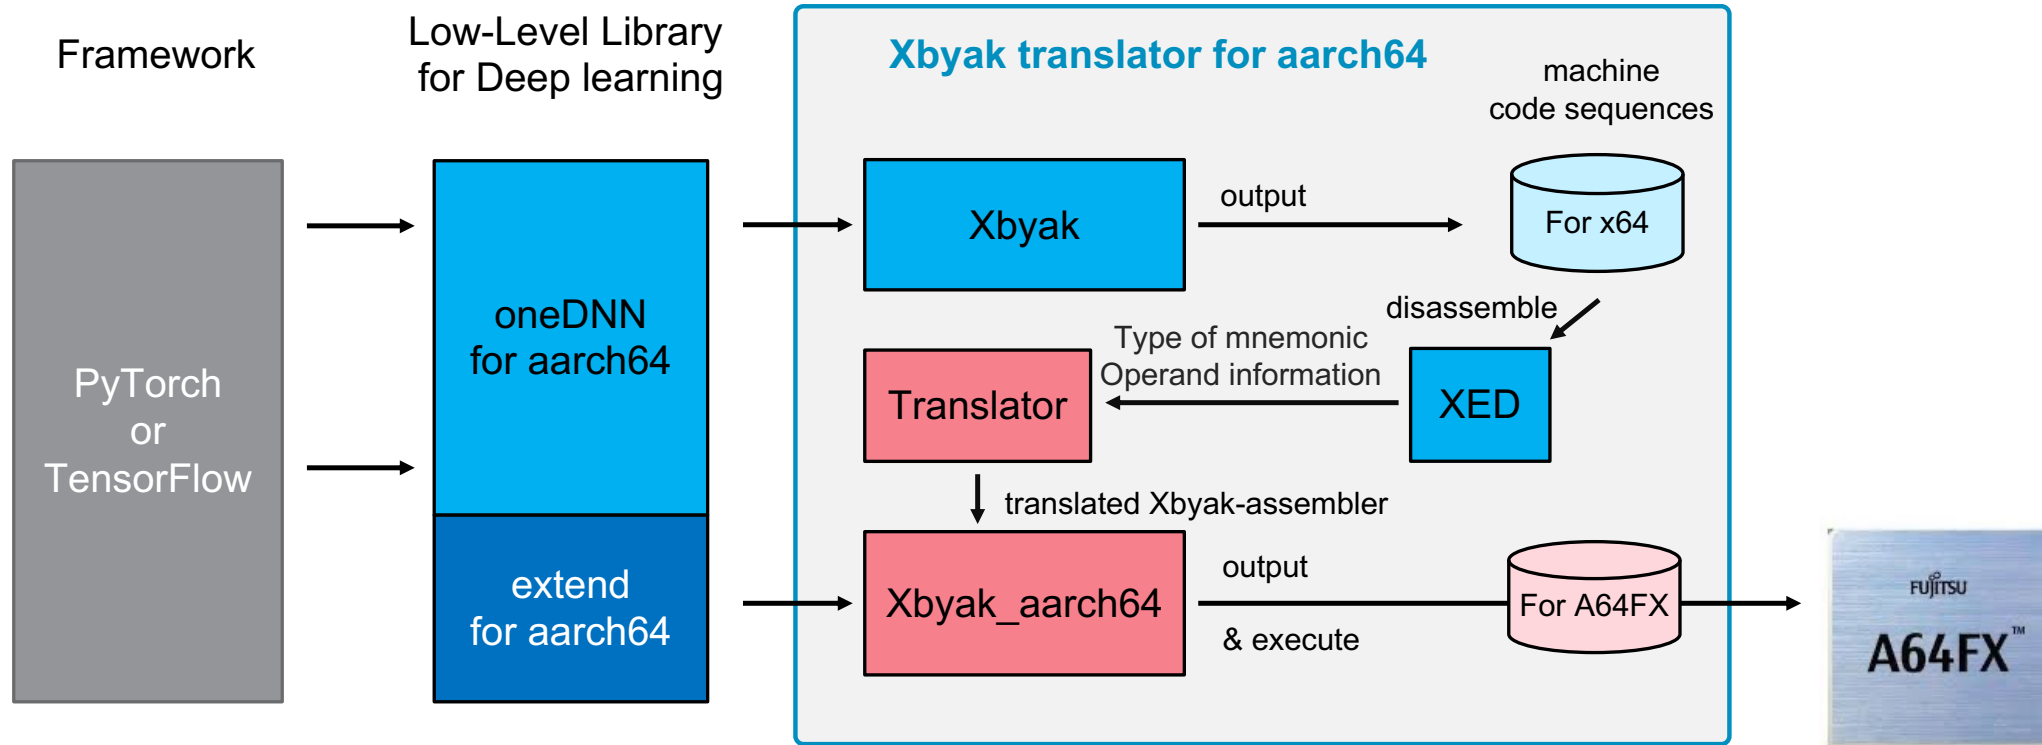 Framework
Low-Level Library
for Deep learning
Xbyak translator for aarch64
machine
code sequences
PyTorch
or
TensorFlow
oneDNN
for aarch64
extend
for aarch64
Xbyak
output
For x64
disassemble
Type of mnemonic
Operand information
Translator
XED
translated Xbyak-assembler
Xbyak_aarch64
output
& execute
For A64FX
FUJITSU
A64FX™